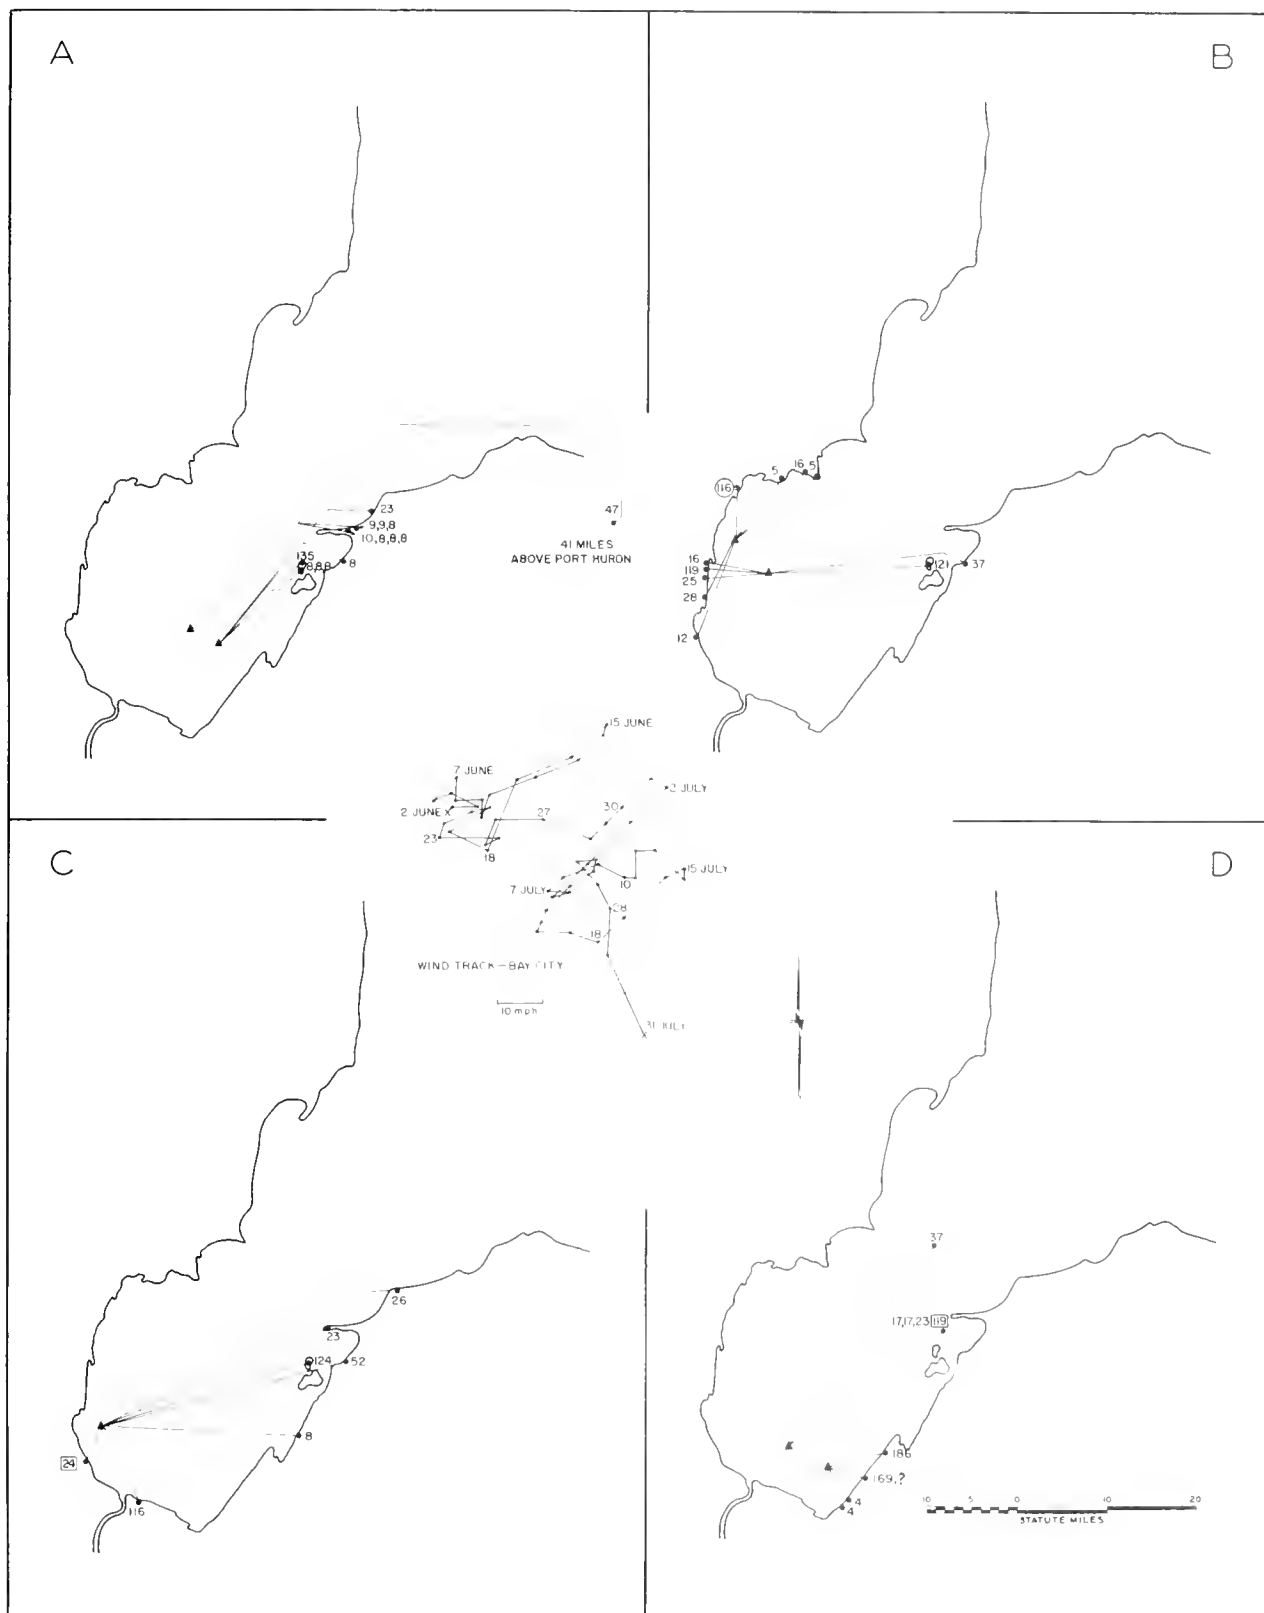 A
B
23
9,9,8
10,8,8,8
135
8,8,8
8
47
41 MILES
ABOVE PORT HURON
5
16
5
116
16
119
25
28
12
121
37
15 JUNE
7 JUNE
2 JULY
2 JUNE X
30
27
23
18
10
15 JULY
7 JULY
28
18
WIND TRACK—BAY CITY
10 mph
31 JULY
X
C
D
26
23
124
52
8
24
116
37
17,17,23 119
186
169,?
4
4
10 5 0 10 20
STATUTE MILES